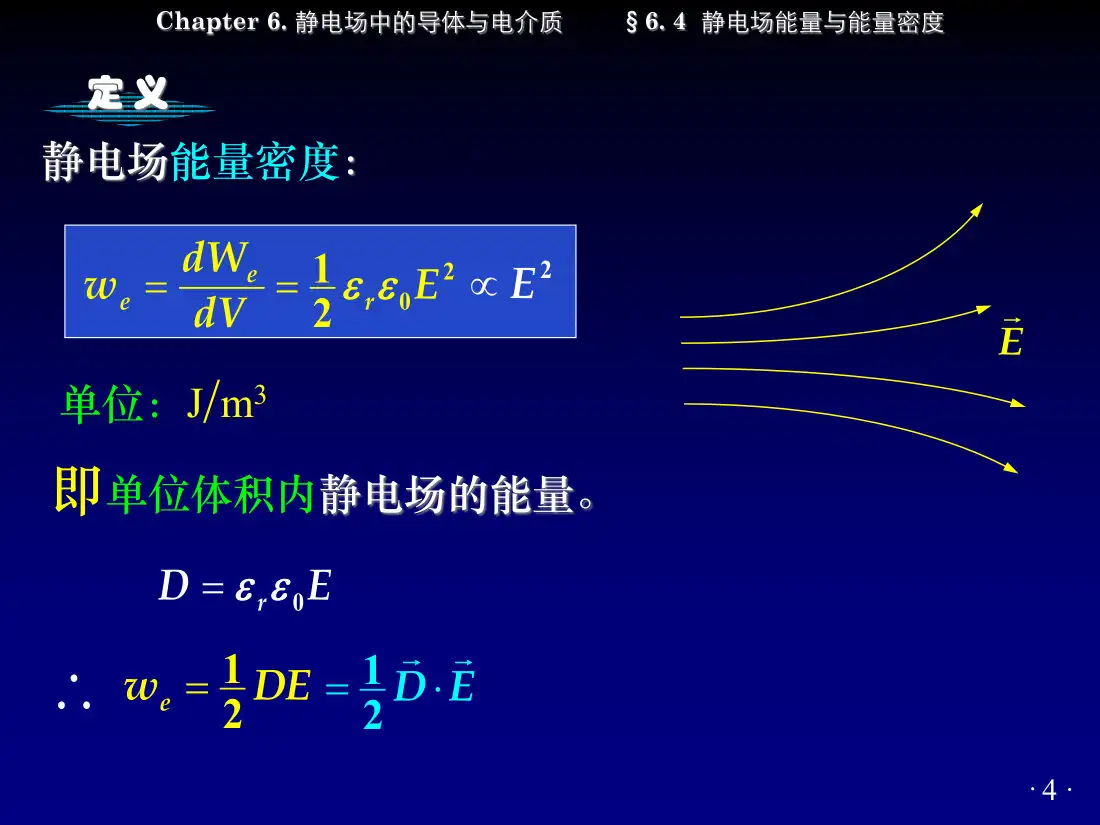 Chapter 6. 静电场中的导体与电介质 § 6. 4 静电场能量与能量密度
定义
静电场能量密度：
w_e = dW_e/dV = 1/2 ε_r ε_0 E² ∝ E²
E⃗
单位：J/m³
即单位体积内静电场的能量。
D = ε_r ε_0 E
∴ w_e = 1/2 DE = 1/2 D⃗ · E⃗
· 4 ·